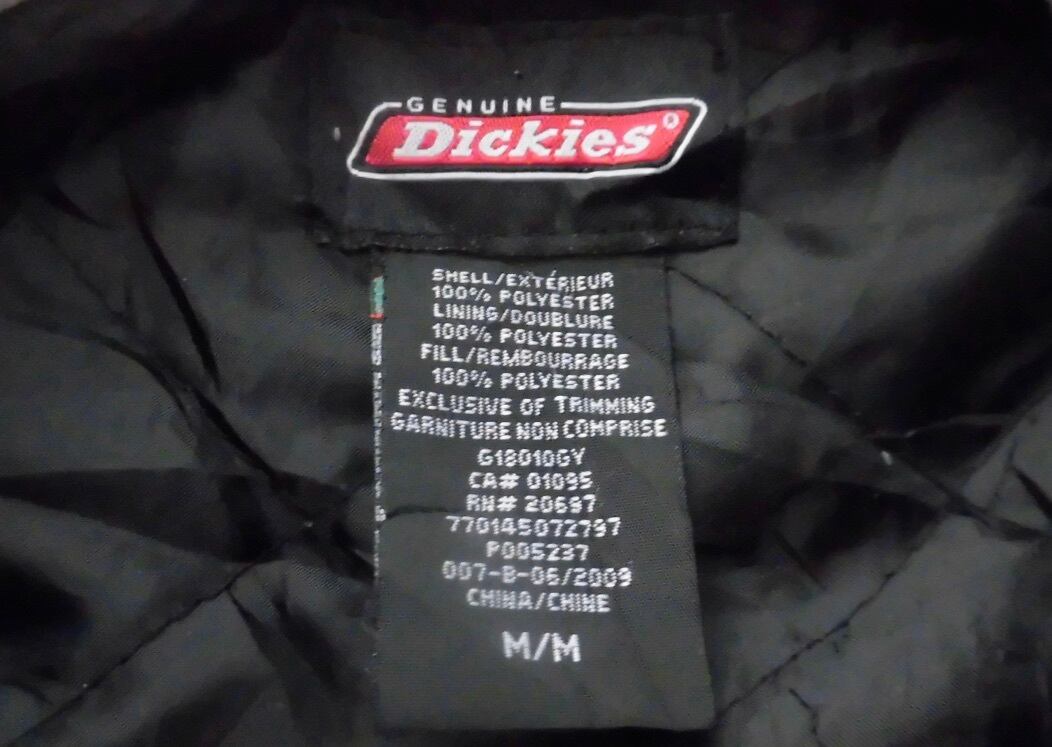 GENUINE
Dickies
SHELL/EXTÉRIEUR
100% POLYESTER
LINING/DOUBLURE
100% POLYESTER
FILL/REMBOURRAGE
100% POLYESTER
EXCLUSIVE OF TRIMMING
GARNITURE NON COMPRISE
G18010GY
CA# 01095
RN# 20697
770145072797
P005237
007-B-06/2009
CHINA/CHINE
M/M